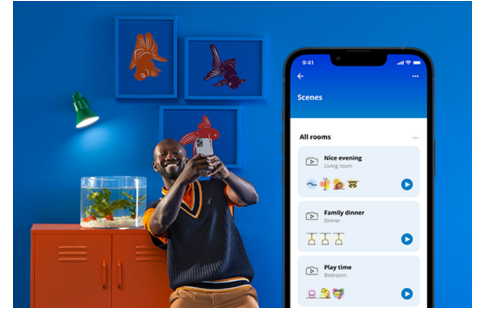 9:41
Scenes
All rooms
Nice evening
Living room
Family dinner
Dinner
Play time
Bedroom